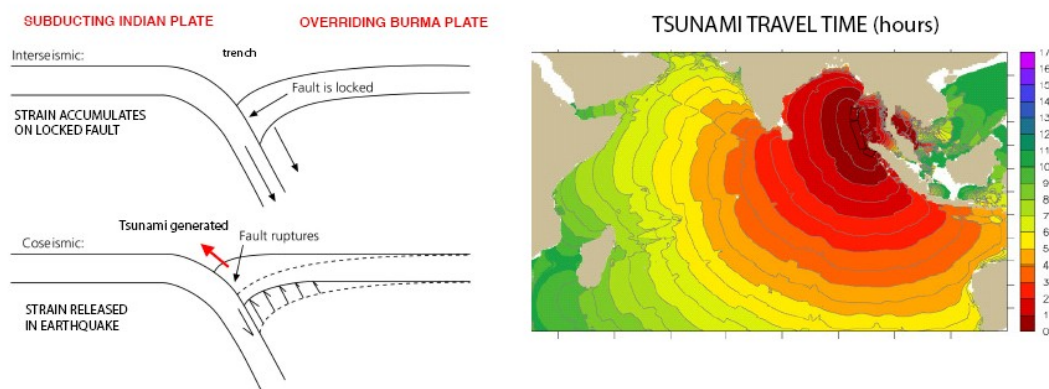 SUBDUCTING INDIAN PLATE
OVERRIDING BURMA PLATE
Interseismic:
trench
Fault is locked
STRAIN ACCUMULATES
ON LOCKED FAULT
Tsunami generated
Coseismic:
Fault ruptures
STRAIN RELEASED
IN EARTHQUAKE
TSUNAMI TRAVEL TIME (hours)
17
16
15
14
13
12
11
10
9
8
7
6
5
4
3
2
1
0